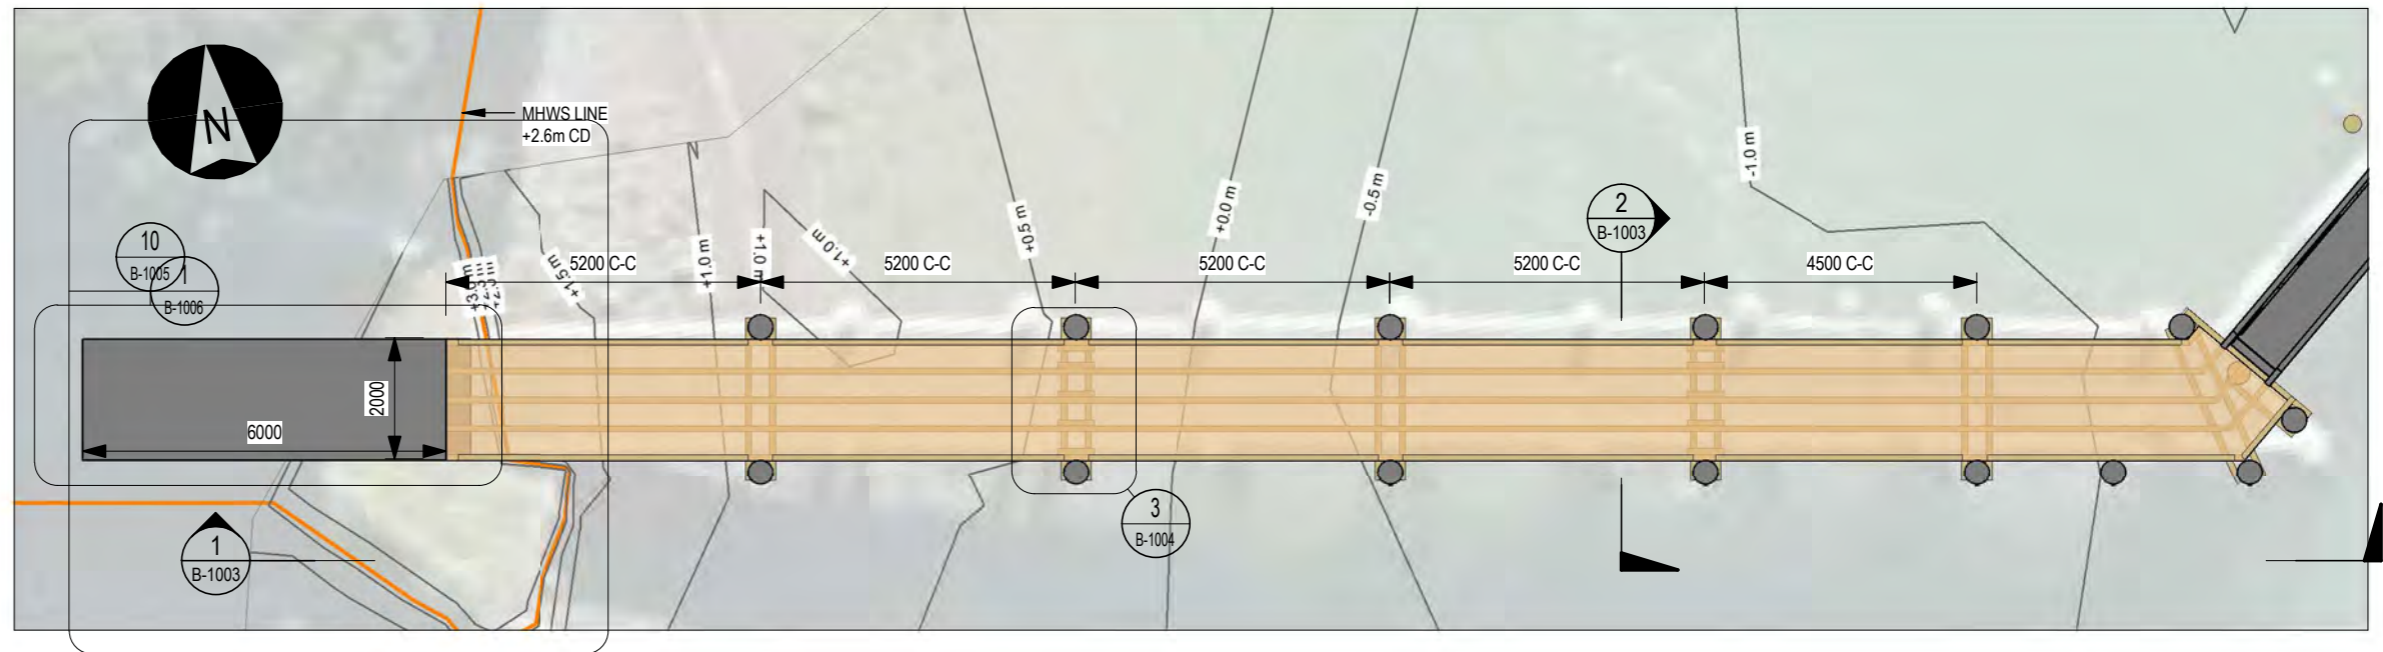 N
MHWS LINE
+2.6m CD
10
B-1005
1
B-1006
+1.5 m
+1.0 m
+1.0 m
+1.0 m
+0.5 m
+0.0 m
-0.5 m
-1.0 m
2
B-1003
5200 C-C
5200 C-C
5200 C-C
5200 C-C
4500 C-C
6000
2000
3
B-1004
1
B-1003